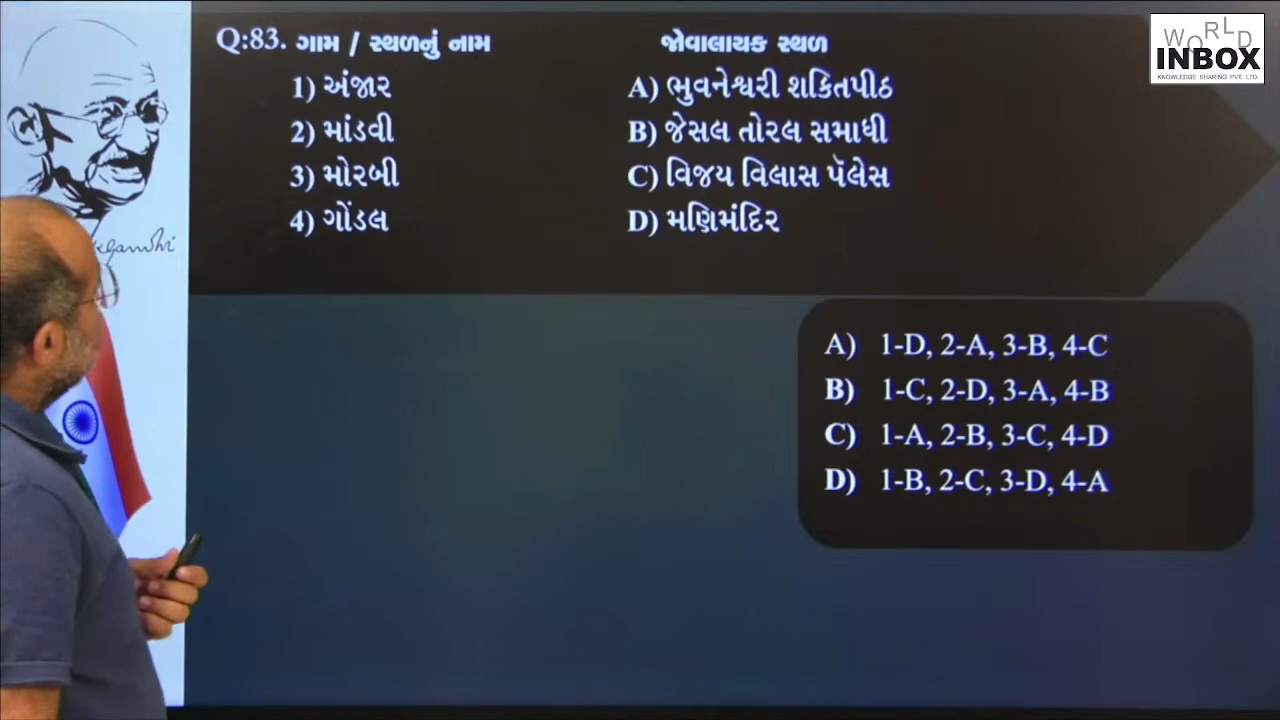 Q:83. ગામ / સ્થળનું નામ જોવાલાયક સ્થળ
1) અંજાર A) ભુવનેશ્વરી શકિતપીઠ
2) માંડવી B) જેસલ તોરલ સમાધી
3) મોરબી C) વિજય વિલાસ પૅલેસ
4) ગોંડલ D) મણિમંદિર
A) 1-D, 2-A, 3-B, 4-C
B) 1-C, 2-D, 3-A, 4-B
C) 1-A, 2-B, 3-C, 4-D
D) 1-B, 2-C, 3-D, 4-A
WORLD
INBOX
KNOWLEDGE SHARING PVT. LTD.